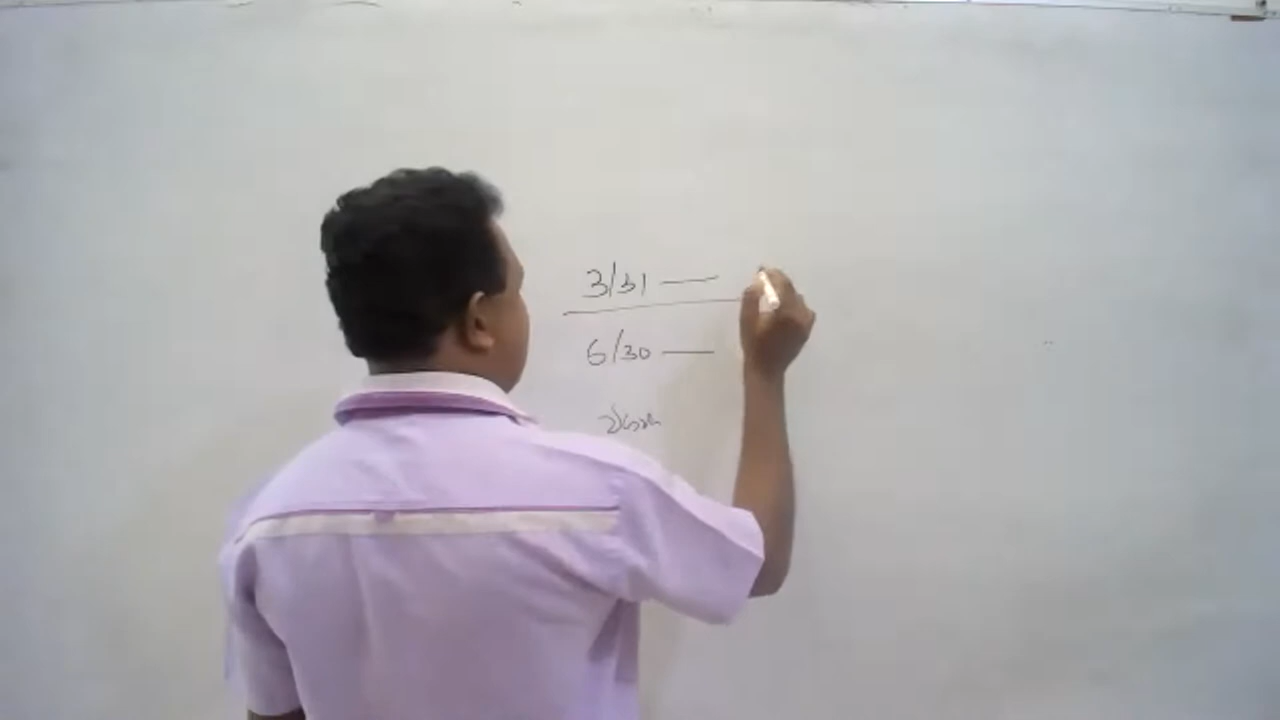 3/31 ——
6/30 ——